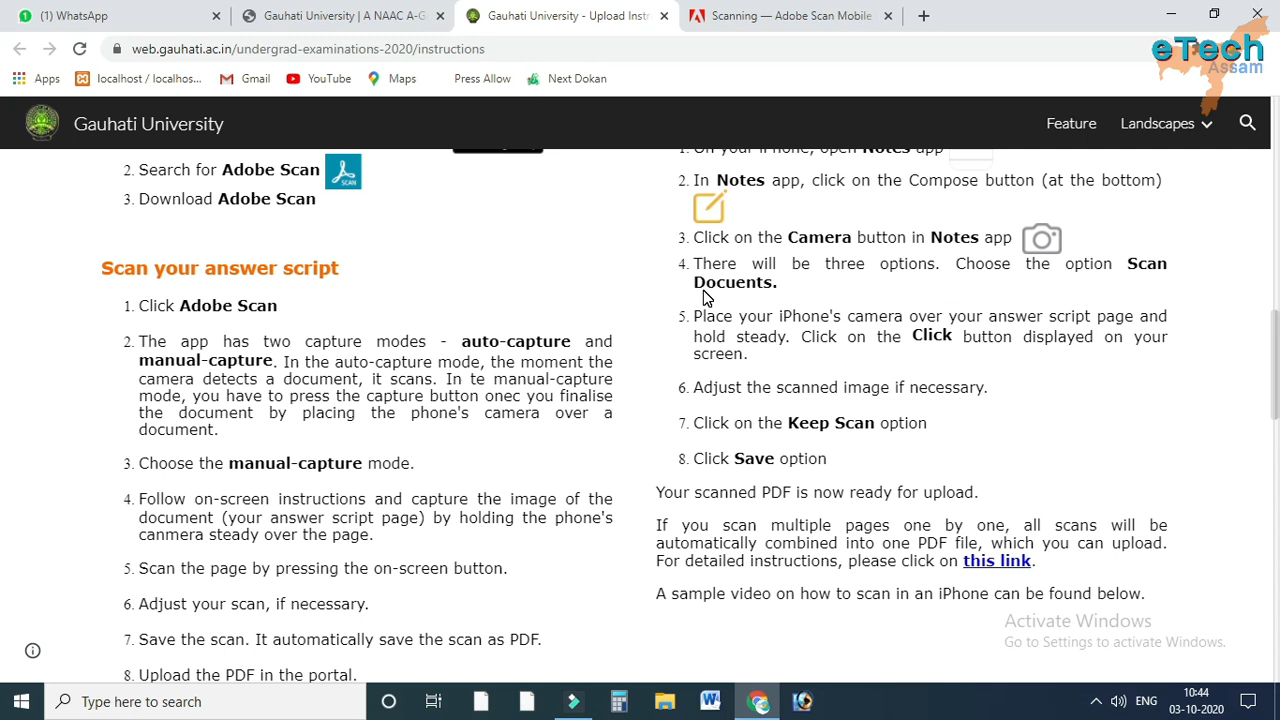 (1) WhatsApp
Gauhati University | A NAAC A-G
Gauhati University - Upload Instr
Scanning — Adobe Scan Mobile
web.gauhati.ac.in/undergrad-examinations-2020/instructions
eTech
Assam
Apps
localhost / localhos...
Gmail
YouTube
Maps
Press Allow
Next Dokan
Gauhati University
Feature
Landscapes
2. Search for Adobe Scan
SCAN
3. Download Adobe Scan
Scan your answer script
1. Click Adobe Scan
2. The app has two capture modes - auto-capture and
manual-capture. In the auto-capture mode, the moment the
camera detects a document, it scans. In te manual-capture
mode, you have to press the capture button onec you finalise
the document by placing the phone's camera over a
document.
3. Choose the manual-capture mode.
4. Follow on-screen instructions and capture the image of the
document (your answer script page) by holding the phone's
canmera steady over the page.
5. Scan the page by pressing the on-screen button.
6. Adjust your scan, if necessary.
7. Save the scan. It automatically save the scan as PDF.
8. Upload the PDF in the portal.
1. On your iPhone, open Notes app
2. In Notes app, click on the Compose button (at the bottom)
3. Click on the Camera button in Notes app
4. There will be three options. Choose the option Scan
Docuents.
5. Place your iPhone's camera over your answer script page and
hold steady. Click on the Click button displayed on your
screen.
6. Adjust the scanned image if necessary.
7. Click on the Keep Scan option
8. Click Save option
Your scanned PDF is now ready for upload.
If you scan multiple pages one by one, all scans will be
automatically combined into one PDF file, which you can upload.
For detailed instructions, please click on this link.
A sample video on how to scan in an iPhone can be found below.
Activate Windows
Go to Settings to activate Windows.
Type here to search
ENG
10:44
03-10-2020